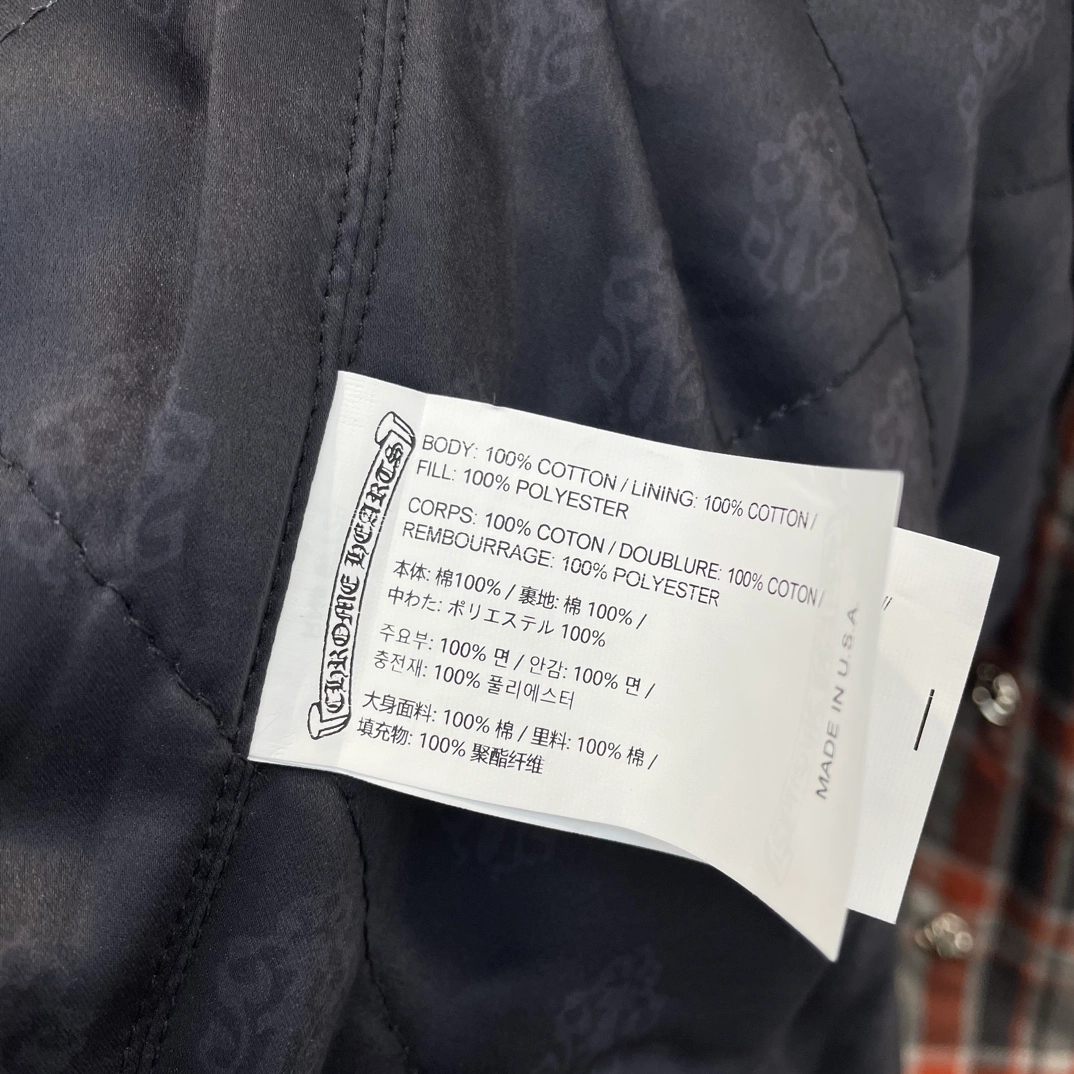 CHROME HEARTS
BODY: 100% COTTON / LINING: 100% COTTON /
FILL: 100% POLYESTER
CORPS: 100% COTON / DOUBLURE: 100% COTON /
REMBOURRAGE: 100% POLYESTER
本体: 棉100% / 裏地: 棉 100% /
中わた: ポリエステル 100%
주요부: 100% 면 / 안감: 100% 면 /
충전재: 100% 풀리에스터
大身面料: 100% 棉 / 里料: 100% 棉 /
填充物: 100% 聚酯纤维
MADE IN U.S.A.